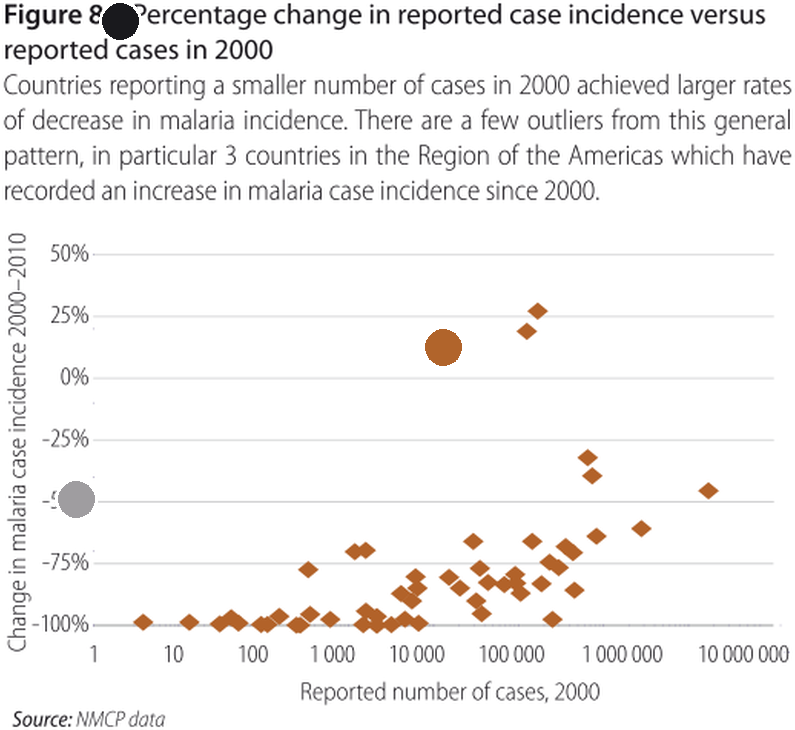 Figure 8 Percentage change in reported case incidence versus
reported cases in 2000
Countries reporting a smaller number of cases in 2000 achieved larger rates
of decrease in malaria incidence. There are a few outliers from this general
pattern, in particular 3 countries in the Region of the Americas which have
recorded an increase in malaria case incidence since 2000.
Change in malaria case incidence 2000–2010
50%
25%
0%
-25%
-75%
-100%
1 10 100 1 000 10 000 100 000 1 000 000 10 000 000
Reported number of cases, 2000
Source: NMCP data